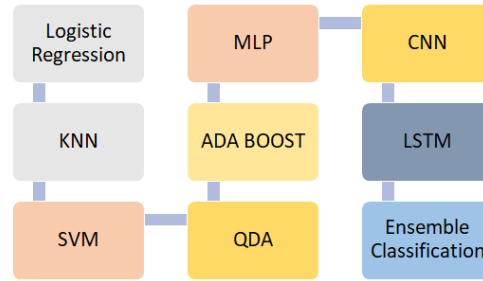 Logistic
Regression
KNN
SVM
QDA
ADA BOOST
MLP
CNN
LSTM
Ensemble
Classification